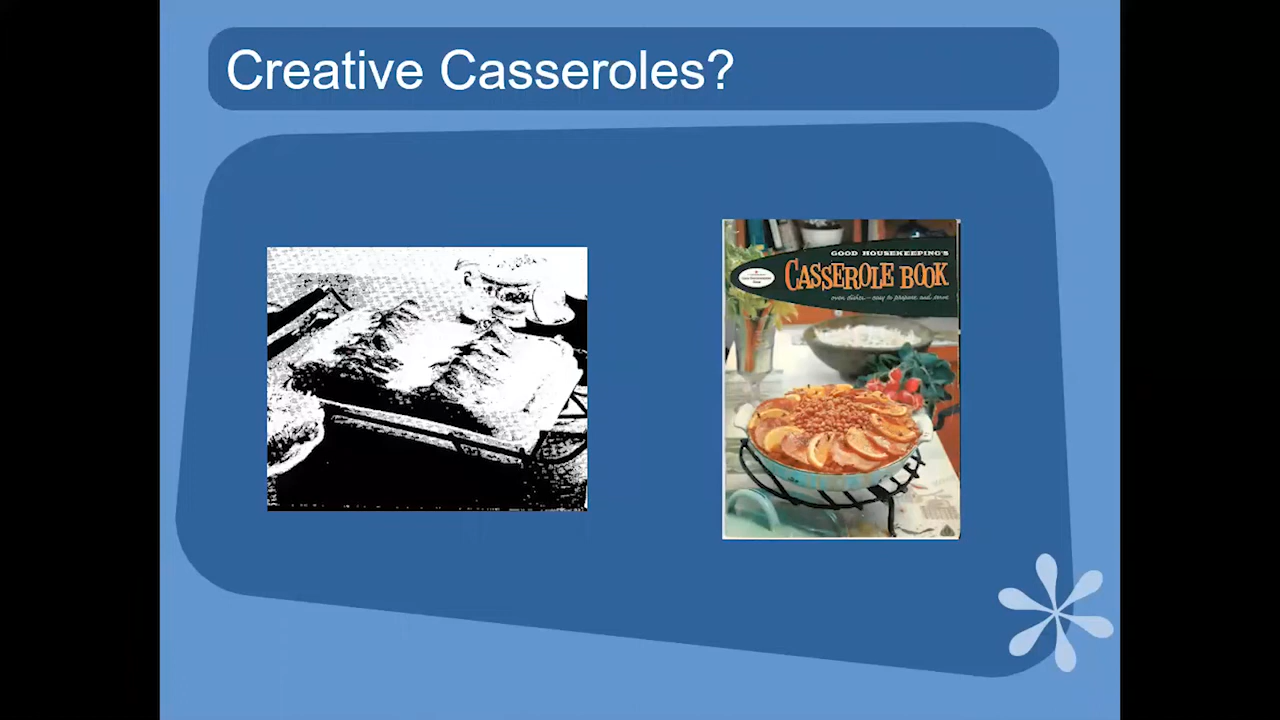 Creative Casseroles?
GOOD HOUSEKEEPING'S
CASSEROLE BOOK
oven dishes — easy to prepare and serve